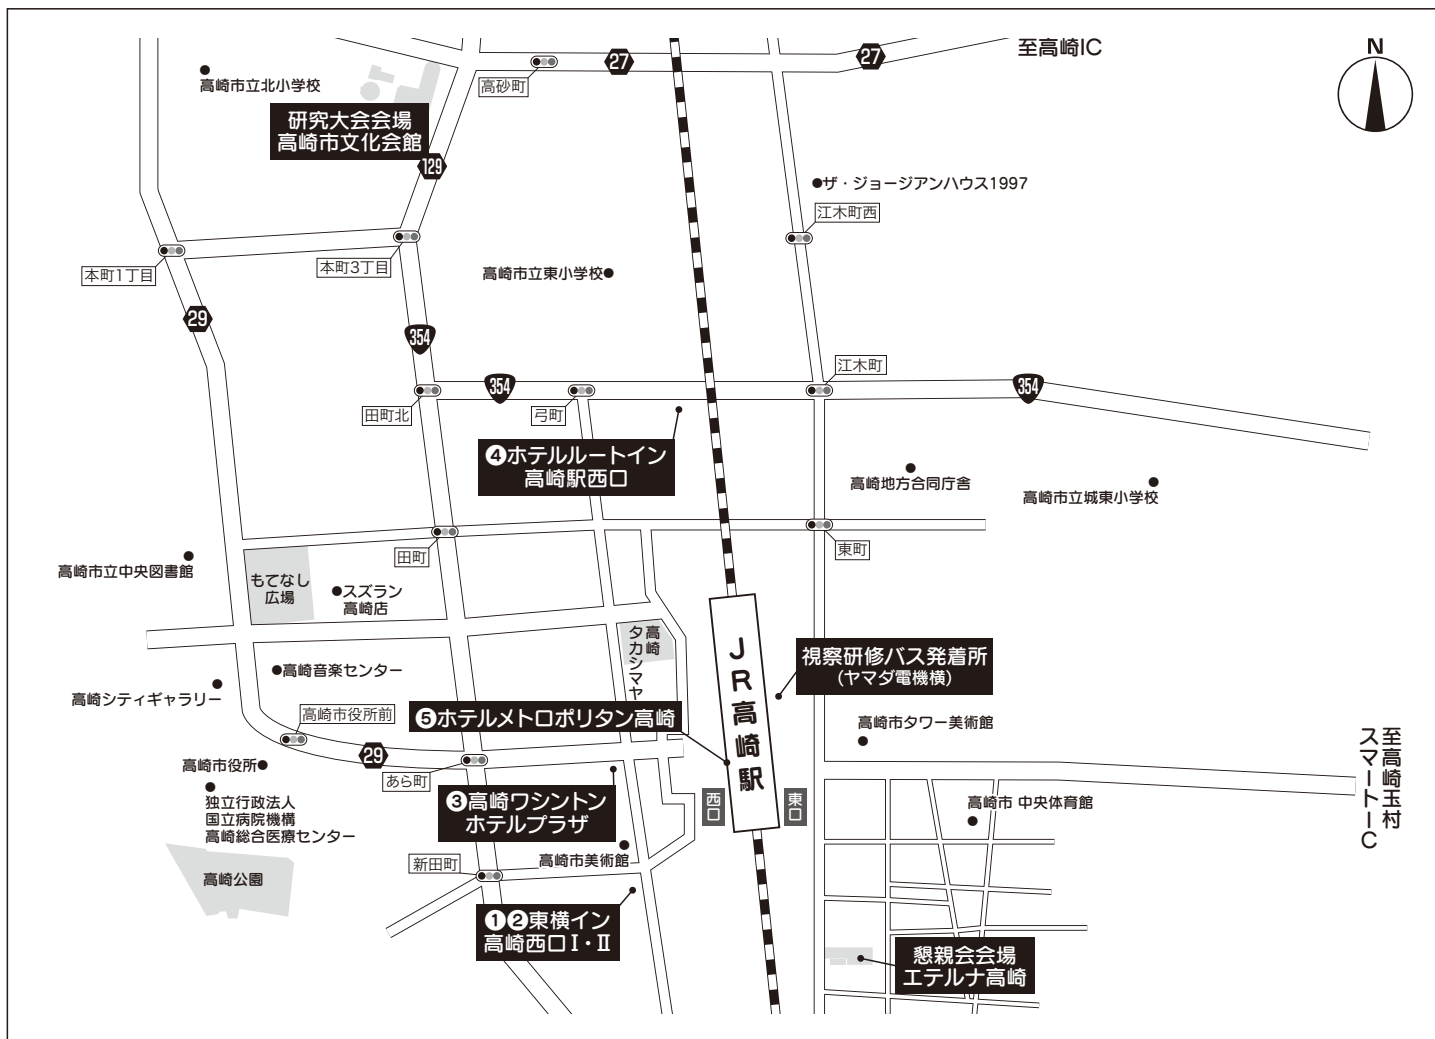 至高崎IC
N
27
27
高砂町
高崎市立北小学校
研究大会会場
高崎市文化会館
129
ザ・ジョージアンハウス1997
江木町西
本町1丁目
本町3丁目
高崎市立東小学校
29
354
江木町
354
354
田町北
弓町
❹ホテルルートイン
高崎駅西口
高崎地方合同庁舎
高崎市立城東小学校
田町
東町
高崎市立中央図書館
もてなし
広場
スズラン
高崎店
高崎
タカシマヤ
JR高崎駅
視察研修バス発着所
(ヤマダ電機横)
高崎音楽センター
高崎シティギャラリー
高崎市役所前
❺ホテルメトロポリタン高崎
高崎市タワー美術館
至高崎玉村
スマートIC
29
高崎市役所
あら町
独立行政法人
国立病院機構
高崎総合医療センター
❸高崎ワシントン
ホテルプラザ
西口
東口
高崎市 中央体育館
高崎公園
新田町
高崎市美術館
❶❷東横イン
高崎西口Ⅰ・Ⅱ
懇親会会場
エテルナ高崎